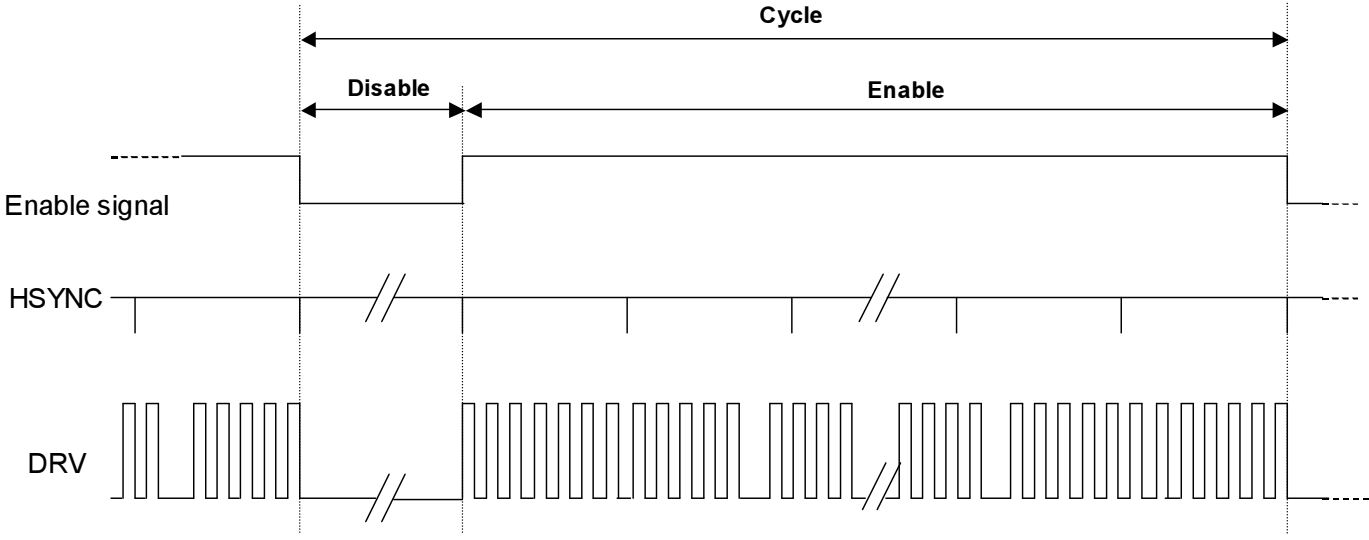 Cycle
Disable
Enable
Enable signal
HSYNC
DRV